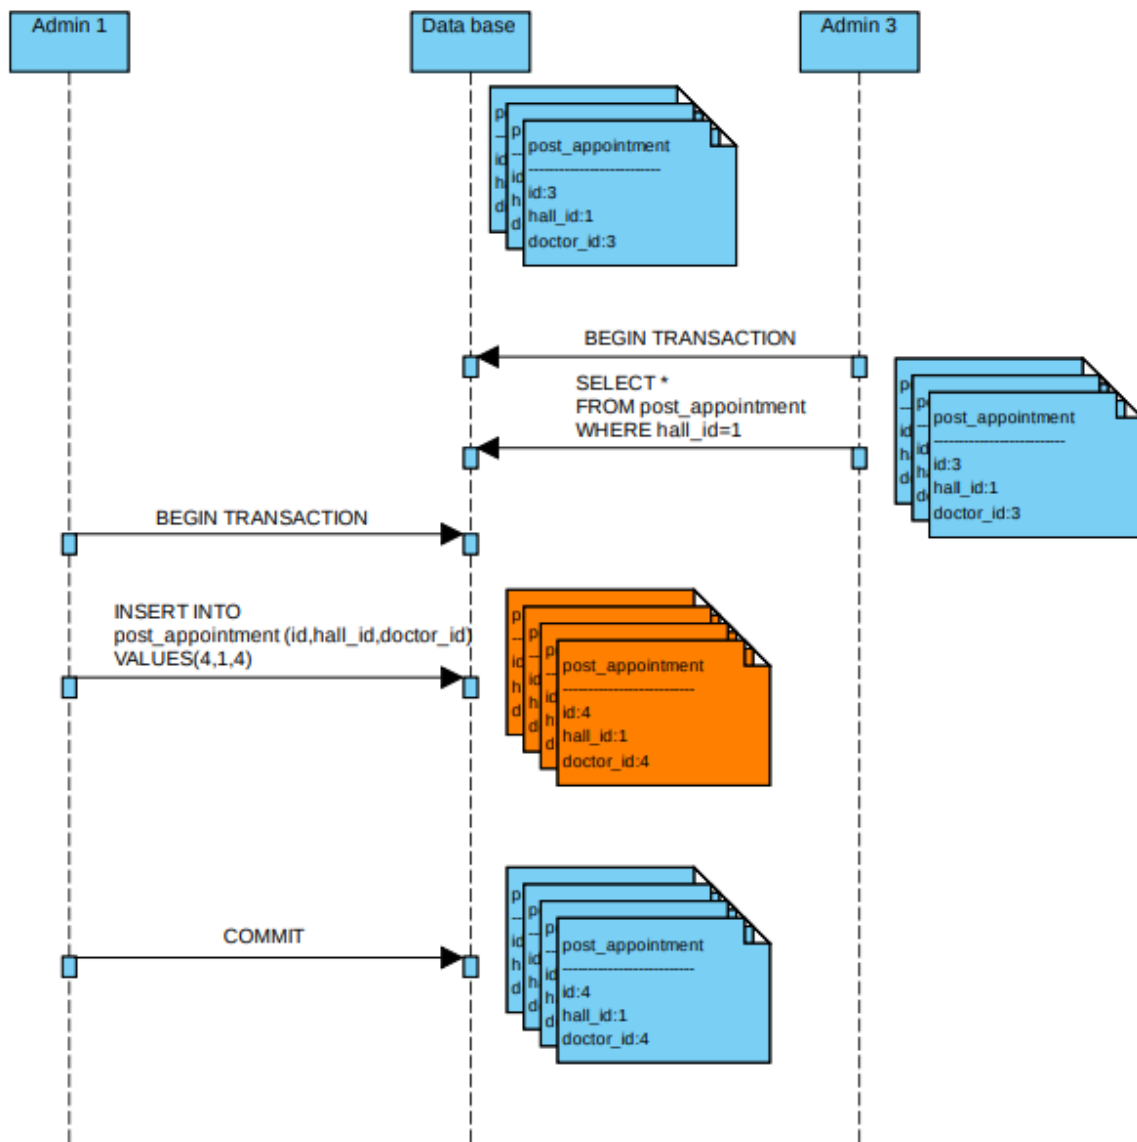 Admin 1
Data base
Admin 3
post_appointment
---------------------------
id:3
hall_id:1
doctor_id:3
BEGIN TRANSACTION
SELECT *
FROM post_appointment
WHERE hall_id=1
post_appointment
---------------------------
id:3
hall_id:1
doctor_id:3
BEGIN TRANSACTION
INSERT INTO
post_appointment (id,hall_id,doctor_id)
VALUES(4,1,4)
post_appointment
---------------------------
id:4
hall_id:1
doctor_id:4
COMMIT
post_appointment
---------------------------
id:4
hall_id:1
doctor_id:4